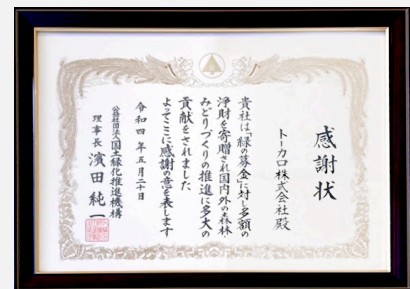 感謝状
トーカロ株式会社殿
貴社は「緑の募金」に対し多額の
浄財を寄贈され国内外の森林・
みどりづくりの推進に多大の
貢献をされました
よってここに感謝の意を表します
令和四年五月二十日
公益社団法人国土緑化推進機構
理事長 濱田純一